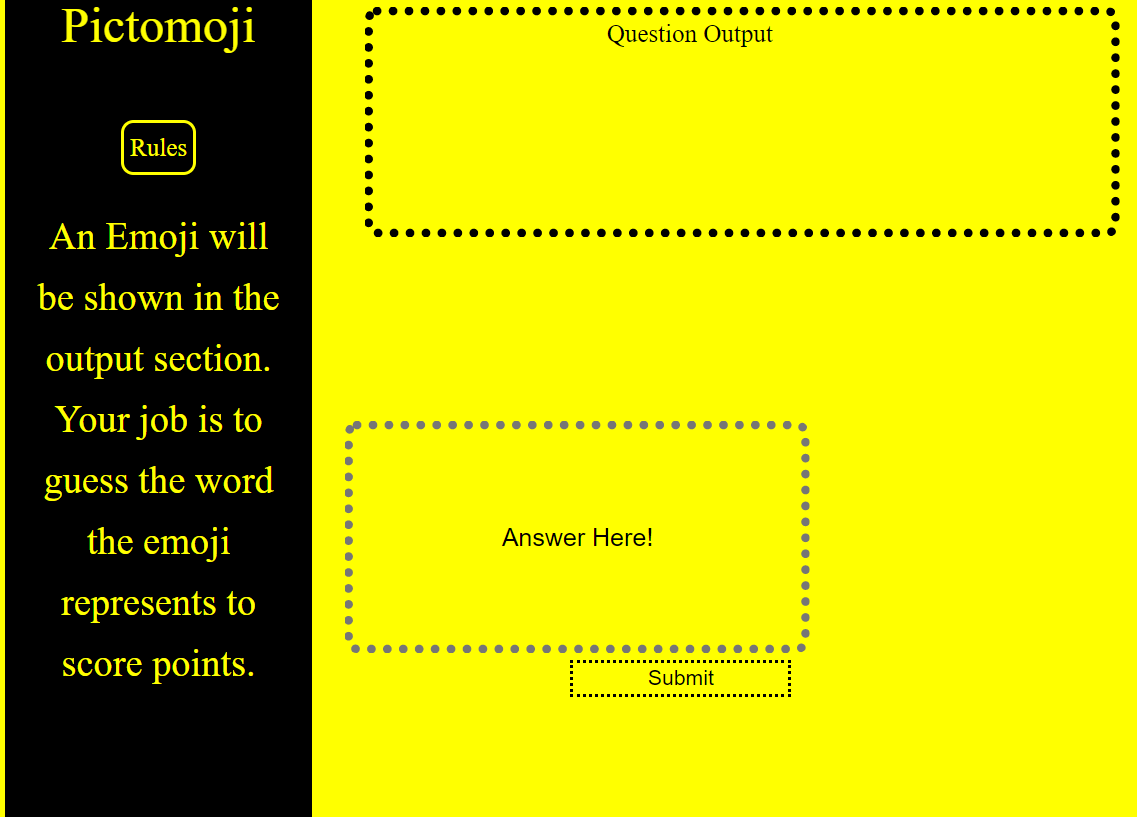 Pictomoji
Rules
An Emoji will
be shown in the
output section.
Your job is to
guess the word
the emoji
represents to
score points.
Question Output
Answer Here!
Submit